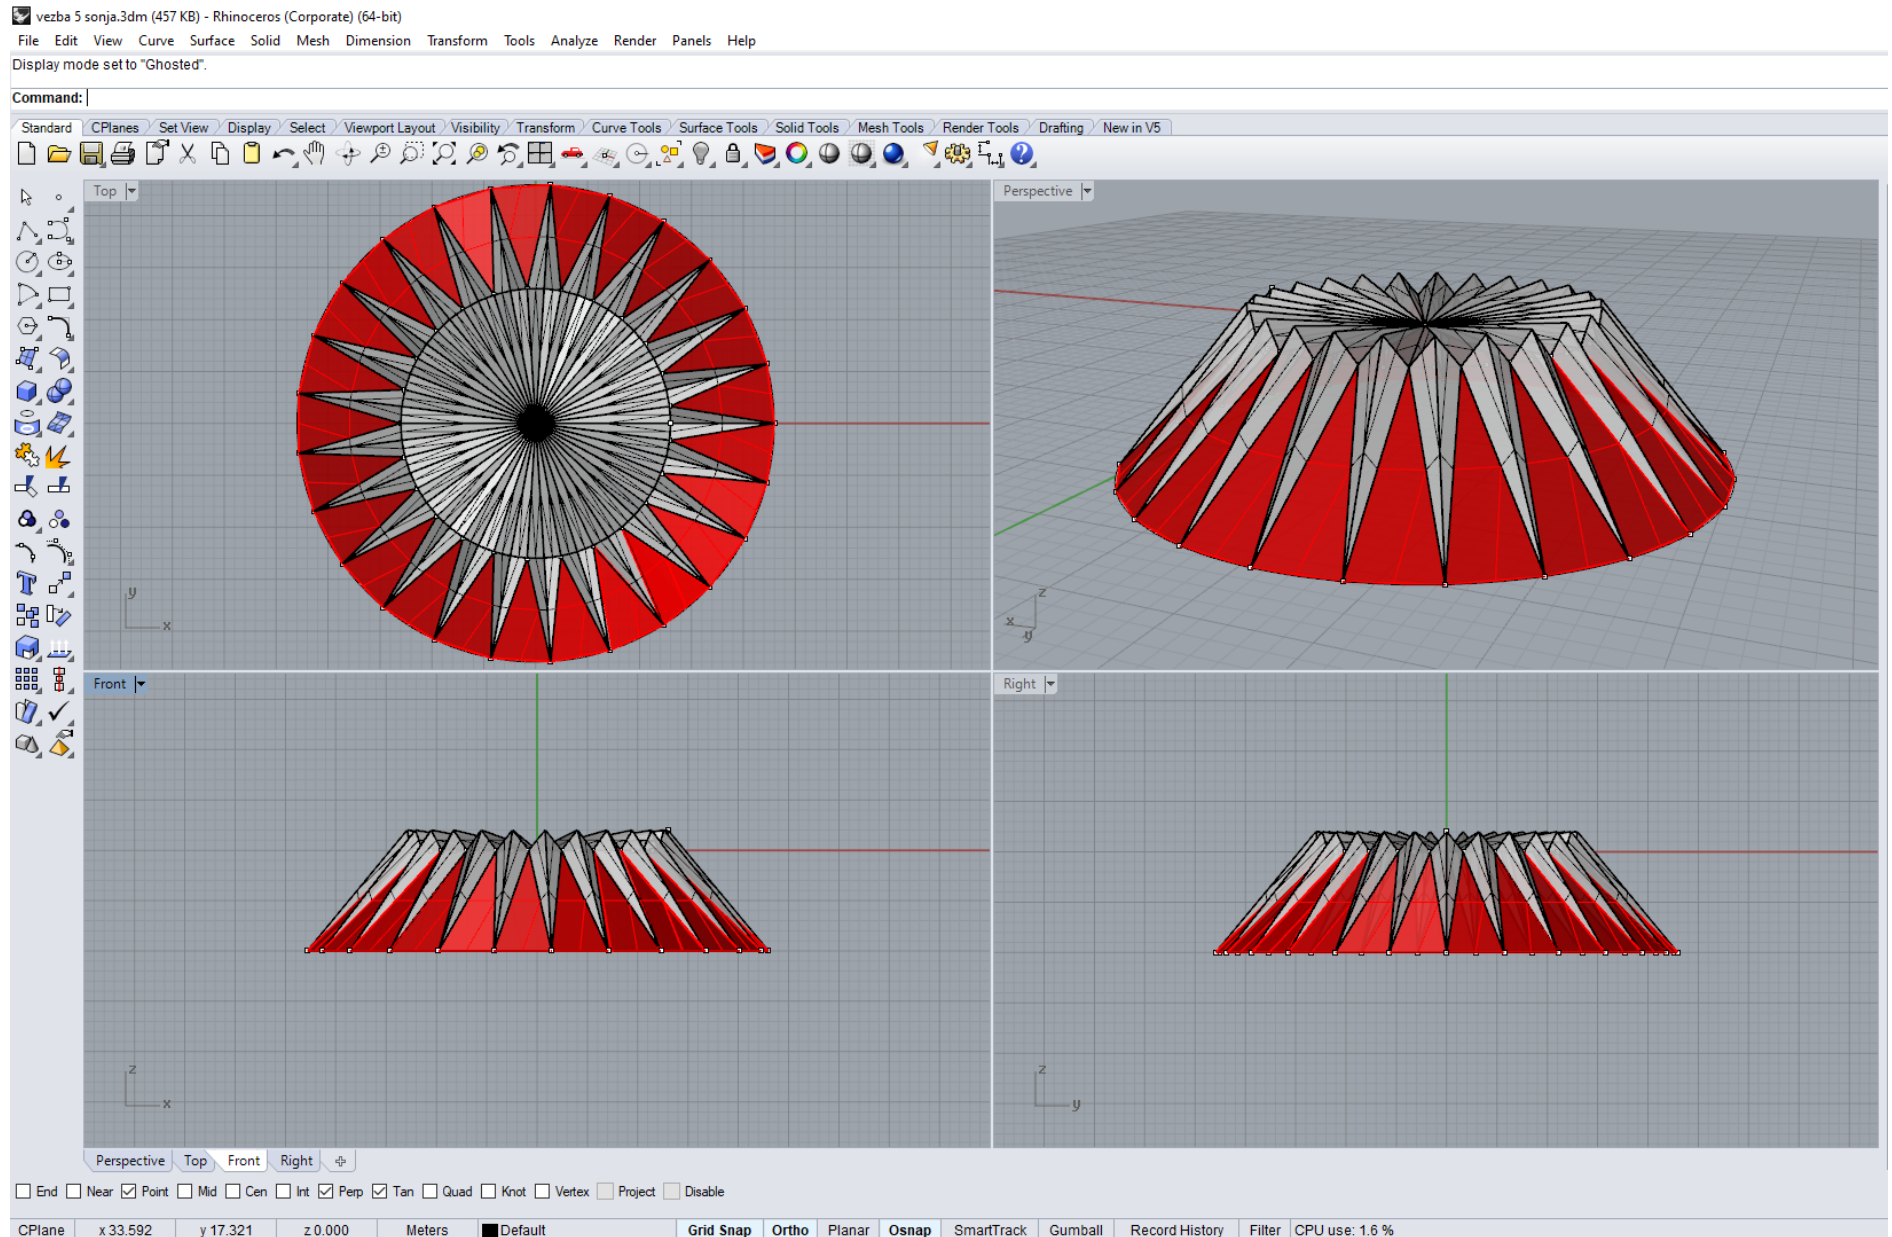 vezba 5 sonja.3dm (457 KB) - Rhinoceros (Corporate) (64-bit)
File Edit View Curve Surface Solid Mesh Dimension Transform Tools Analyze Render Panels Help
Display mode set to "Ghosted".
Command:
Standard CPlanes Set View Display Select Viewport Layout Visibility Transform Curve Tools Surface Tools Solid Tools Mesh Tools Render Tools Drafting New in V5
Top
Perspective
y
x
z
x
y
Front
Right
z
x
z
y
Perspective Top Front Right
End Near Point Mid Cen Int Perp Tan Quad Knot Vertex Project Disable
CPlane x 33.592 y 17.321 z 0.000 Meters Default Grid Snap Ortho Planar Osnap SmartTrack Gumball Record History Filter CPU use: 1.6 %